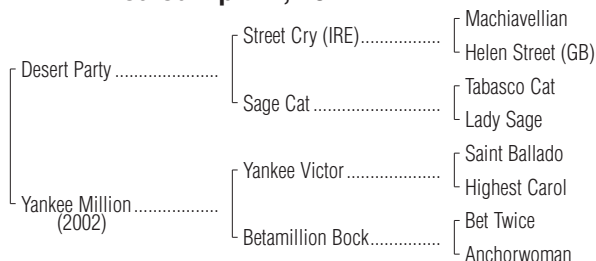 Machiavellian
Street Cry (IRE)....................
Helen Street (GB)
Desert Party ......................
Tabasco Cat
Sage Cat ...........................
Lady Sage
Saint Ballado
Yankee Victor ....................
Highest Carol
Yankee Million ..................
(2002)
Bet Twice
Betamillion Bock...............
Anchorwoman